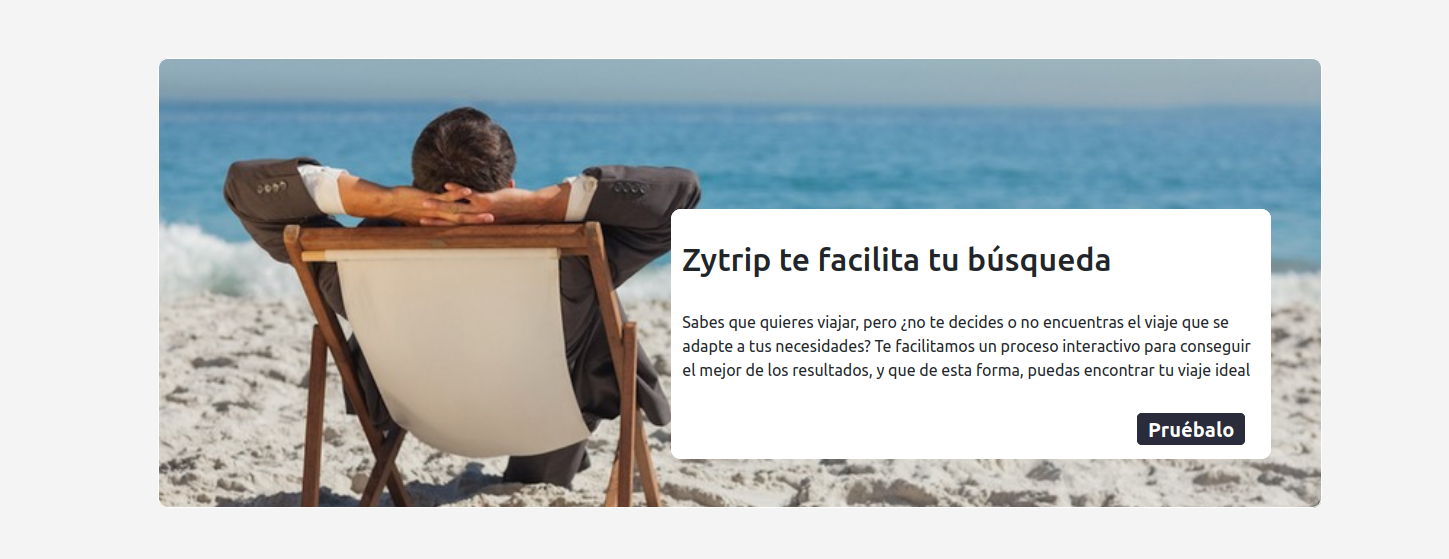 Zytrip te facilita tu búsqueda
Sabes que quieres viajar, pero ¿no te decides o no encuentras el viaje que se
adapte a tus necesidades? Te facilitamos un proceso interactivo para conseguir
el mejor de los resultados, y que de esta forma, puedas encontrar tu viaje ideal
Pruébalo